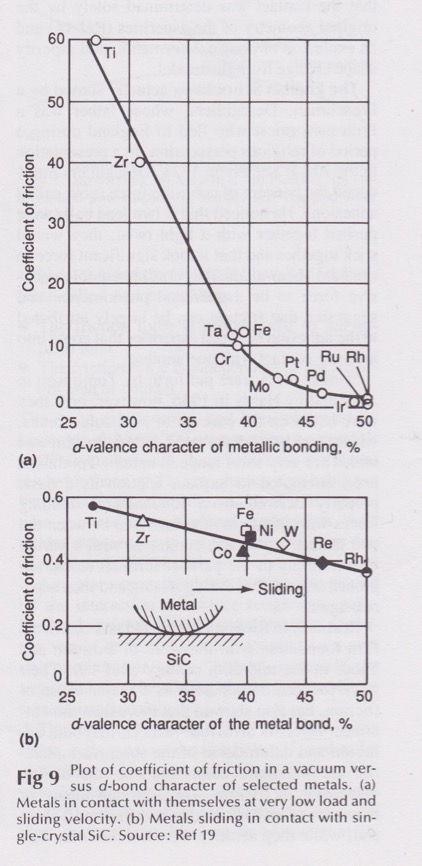 60
Ti
50
Zr
40
30
20
Ta
Fe
10
Cr
Mo
Pt
Pd
Ru
Rh
Ir
0
25
30
35
40
45
50
Coefficient of friction
d-valence character of metallic bonding, %
(a)
0.6
Ti
Zr
Fe
Ni
W
Co
Re
Rh
0.4
Sliding
Metal
0.2
SiC
0
25
30
35
40
45
50
Coefficient of friction
d-valence character of the metal bond, %
(b)
Fig 9 Plot of coefficient of friction in a vacuum ver-
sus d-bond character of selected metals. (a)
Metals in contact with themselves at very low load and
sliding velocity. (b) Metals sliding in contact with sin-
gle-crystal SiC. Source: Ref 19